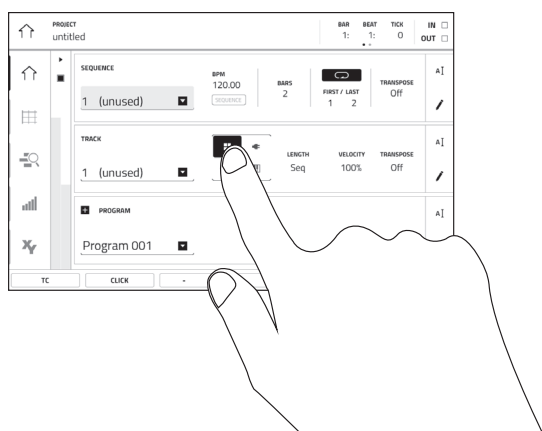 PROJECT
untitled
BAR BEAT TICK
1: 1: 0
IN
OUT
SEQUENCE
1 (unused)
BPM
120.00
SEQUENCE
BARS
2
FIRST / LAST
1 2
TRANSPOSE
Off
TRACK
1 (unused)
LENGTH
Seq
VELOCITY
100%
TRANSPOSE
Off
PROGRAM
Program 001
TC CLICK -